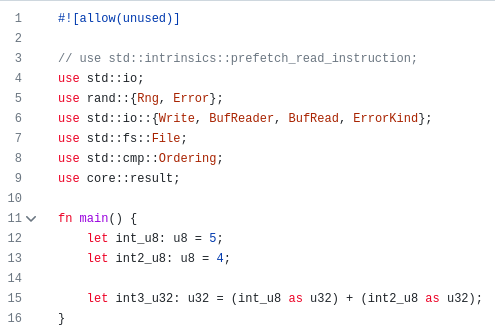 1 #![allow(unused)]
2
3 // use std::intrinsics::prefetch_read_instruction;
4 use std::io;
5 use rand::{Rng, Error};
6 use std::io::{Write, BufReader, BufRead, ErrorKind};
7 use std::fs::File;
8 use std::cmp::Ordering;
9 use core::result;
10
11 fn main() {
12     let int_u8: u8 = 5;
13     let int2_u8: u8 = 4;
14
15     let int3_u32: u32 = (int_u8 as u32) + (int2_u8 as u32);
16 }